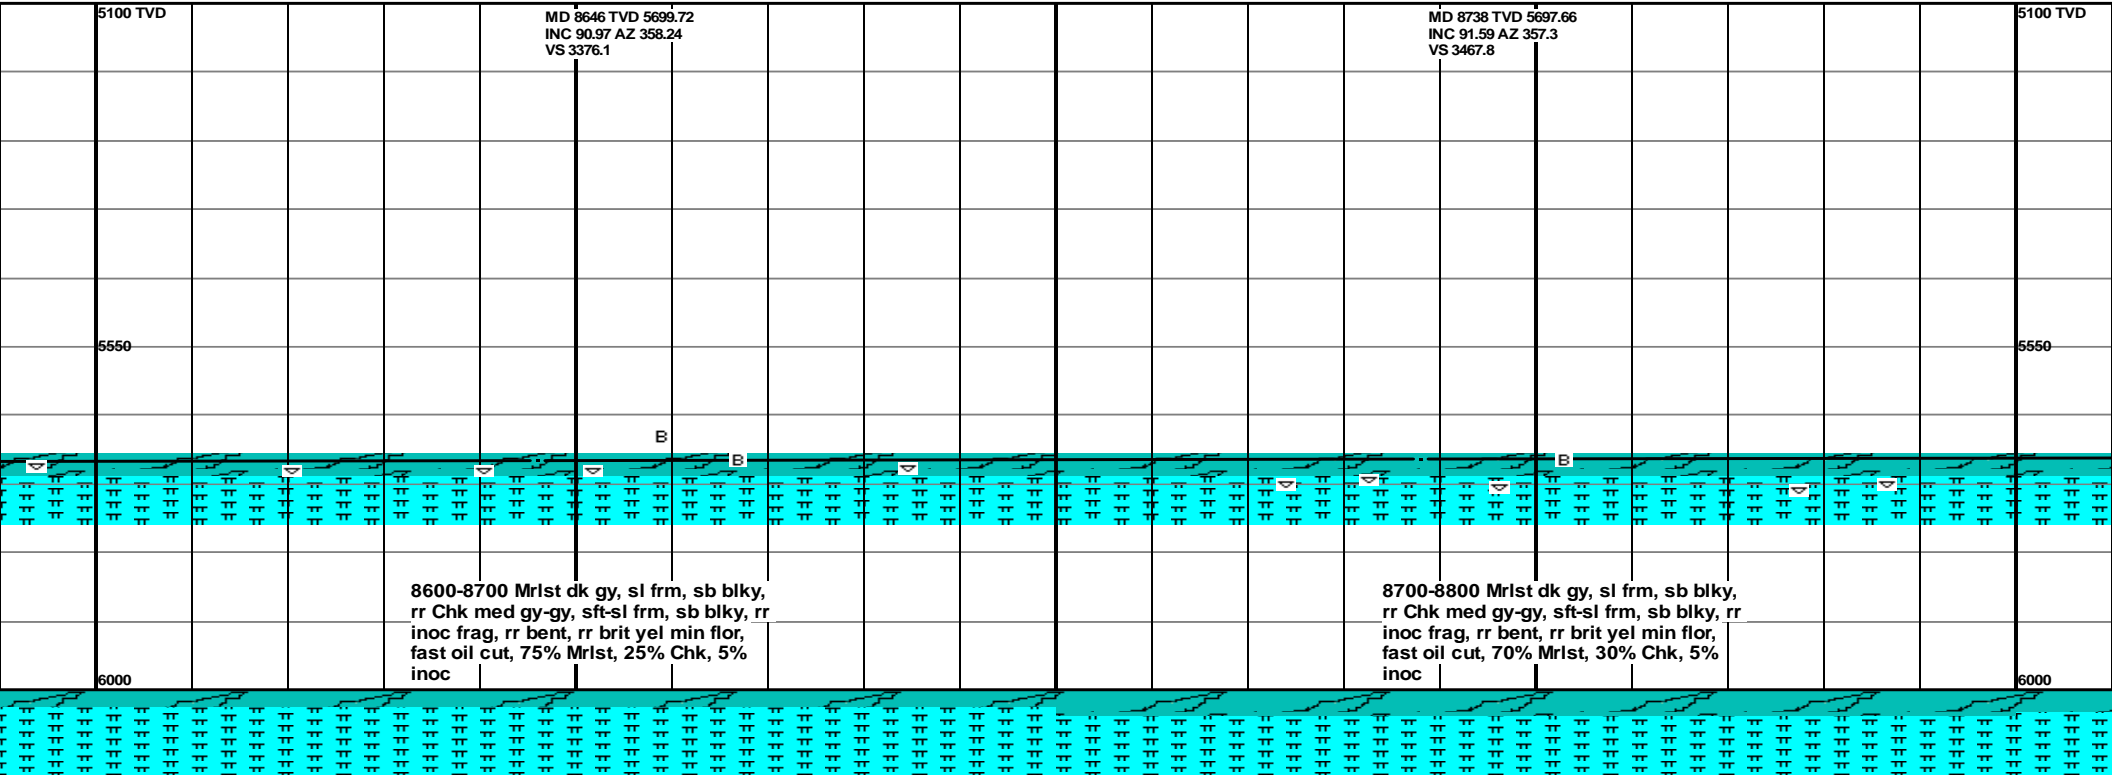 5100 TVD
MD 8646 TVD 5699.72
INC 90.97 AZ 358.24
VS 3376.1
MD 8738 TVD 5697.66
INC 91.59 AZ 357.3
VS 3467.8
5100 TVD
5550
5550
B
B
B
8600-8700 Mrlst dk gy, sl frm, sb blky,
rr Chk med gy-gy, sft-sl frm, sb blky, rr
inoc frag, rr bent, rr brit yel min flor,
fast oil cut, 75% Mrlst, 25% Chk, 5%
inoc
8700-8800 Mrlst dk gy, sl frm, sb blky,
rr Chk med gy-gy, sft-sl frm, sb blky, rr
inoc frag, rr bent, rr brit yel min flor,
fast oil cut, 70% Mrlst, 30% Chk, 5%
inoc
6000
6000